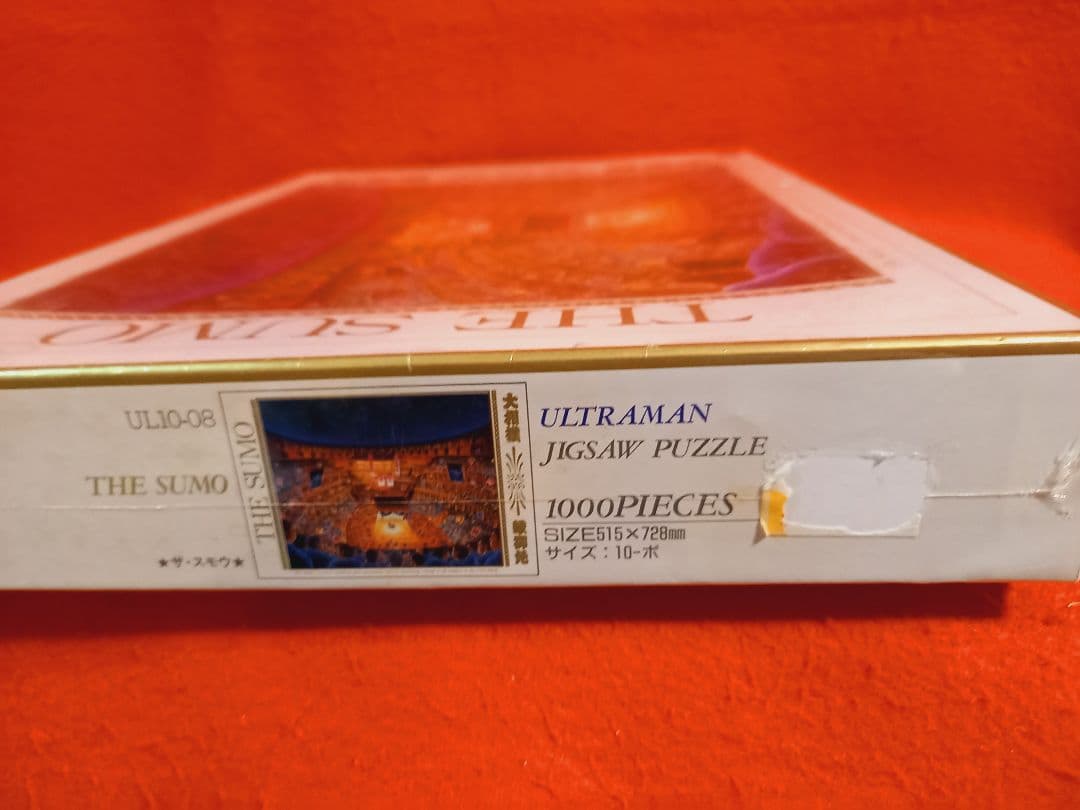 THE SUMO
UL10-08
THE SUMO
★ザ・スモウ★
THE SUMO
大相撲
ULTRAMAN
JIGSAW PUZZLE
1000PIECES
SIZE515×728mm
サイズ：10-ボ